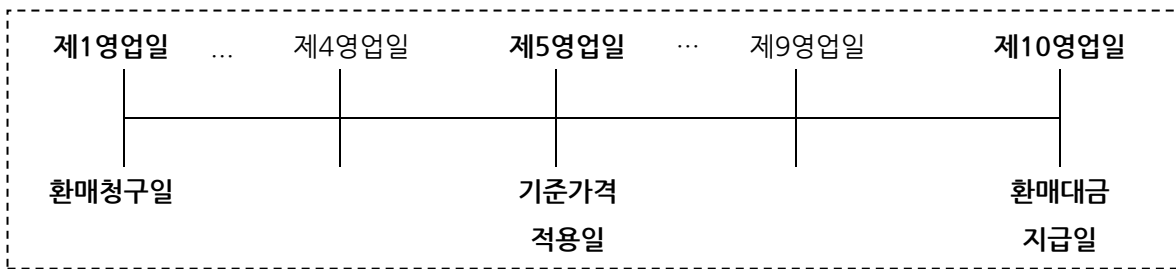 제1영업일 … 제4영업일 제5영업일 … 제9영업일 제10영업일
환매청구일 기준가격 환매대금
적용일 지급일